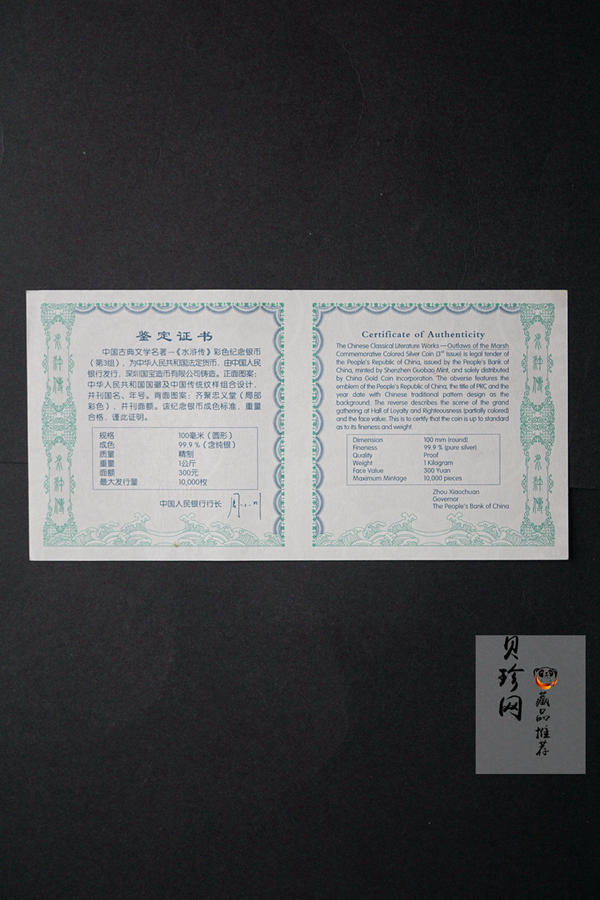 鉴定证书
中国古典文学名著—《水浒传》彩色纪念银币
（第3组），为中华人民共和国法定货币，由中国人民
银行发行，深圳国宝造币有限公司铸造。正面图案：
中华人民共和国国徽及中国传统纹样组合设计，
并刊国名、年号。背面图案：齐聚忠义堂（局部
彩色），并刊面额。该纪念银币成色标准，重量
合格，谨此证明。
规格 100毫米（圆形）
成色 99.9％（含纯银）
质量 精制
重量 1公斤
面额 300元
最大发行量 10,000枚
中国人民银行行长
Certificate of Authenticity
The Chinese Classical Literature Works—Outlaws of the Marsh
Commemorative Colored Silver Coin (3rd Issue) is legal tender of
the People's Republic of China, issued by the People's Bank of
China, minted by Shenzhen Guobao Mint, and solely distributed
by China Gold Coin Incorporation. The obverse features the
emblem of the People's Republic of China, the title of PRC and the
year date with Chinese traditional pattern design as the
background. The reverse describes the scene of the grand
gathering at Hall of Loyalty and Righteousness (partially colored)
and the face value. This is to certify that the coin is up to standard
as to its fineness and weight.
Dimension 100 mm (round)
Fineness 99.9 % (pure silver)
Quality Proof
Weight 1 Kilogram
Face Value 300 Yuan
Maximum Mintage 10,000 pieces
Zhou Xiaochuan
Governor
The People's Bank of China
水浒传
水浒传
水浒传
水浒传
贝珍网
藏品推荐